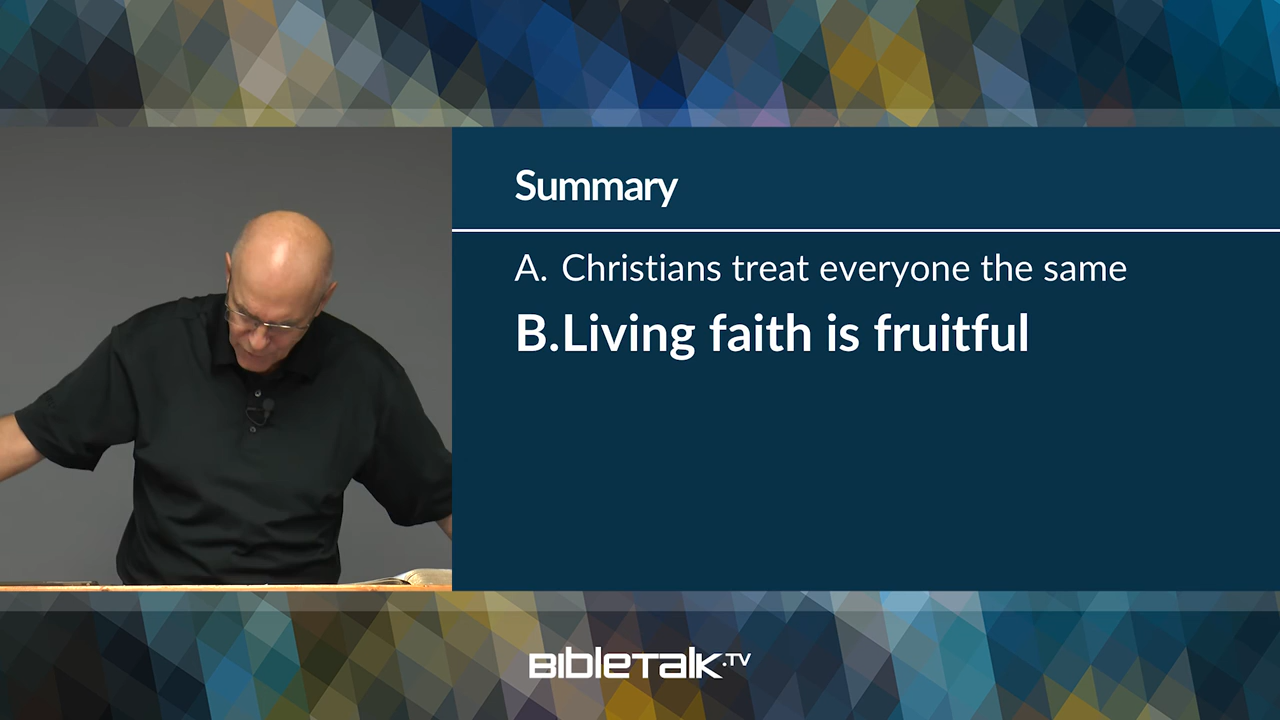 Summary
A. Christians treat everyone the same
B.Living faith is fruitful
BIBLETALK.TV